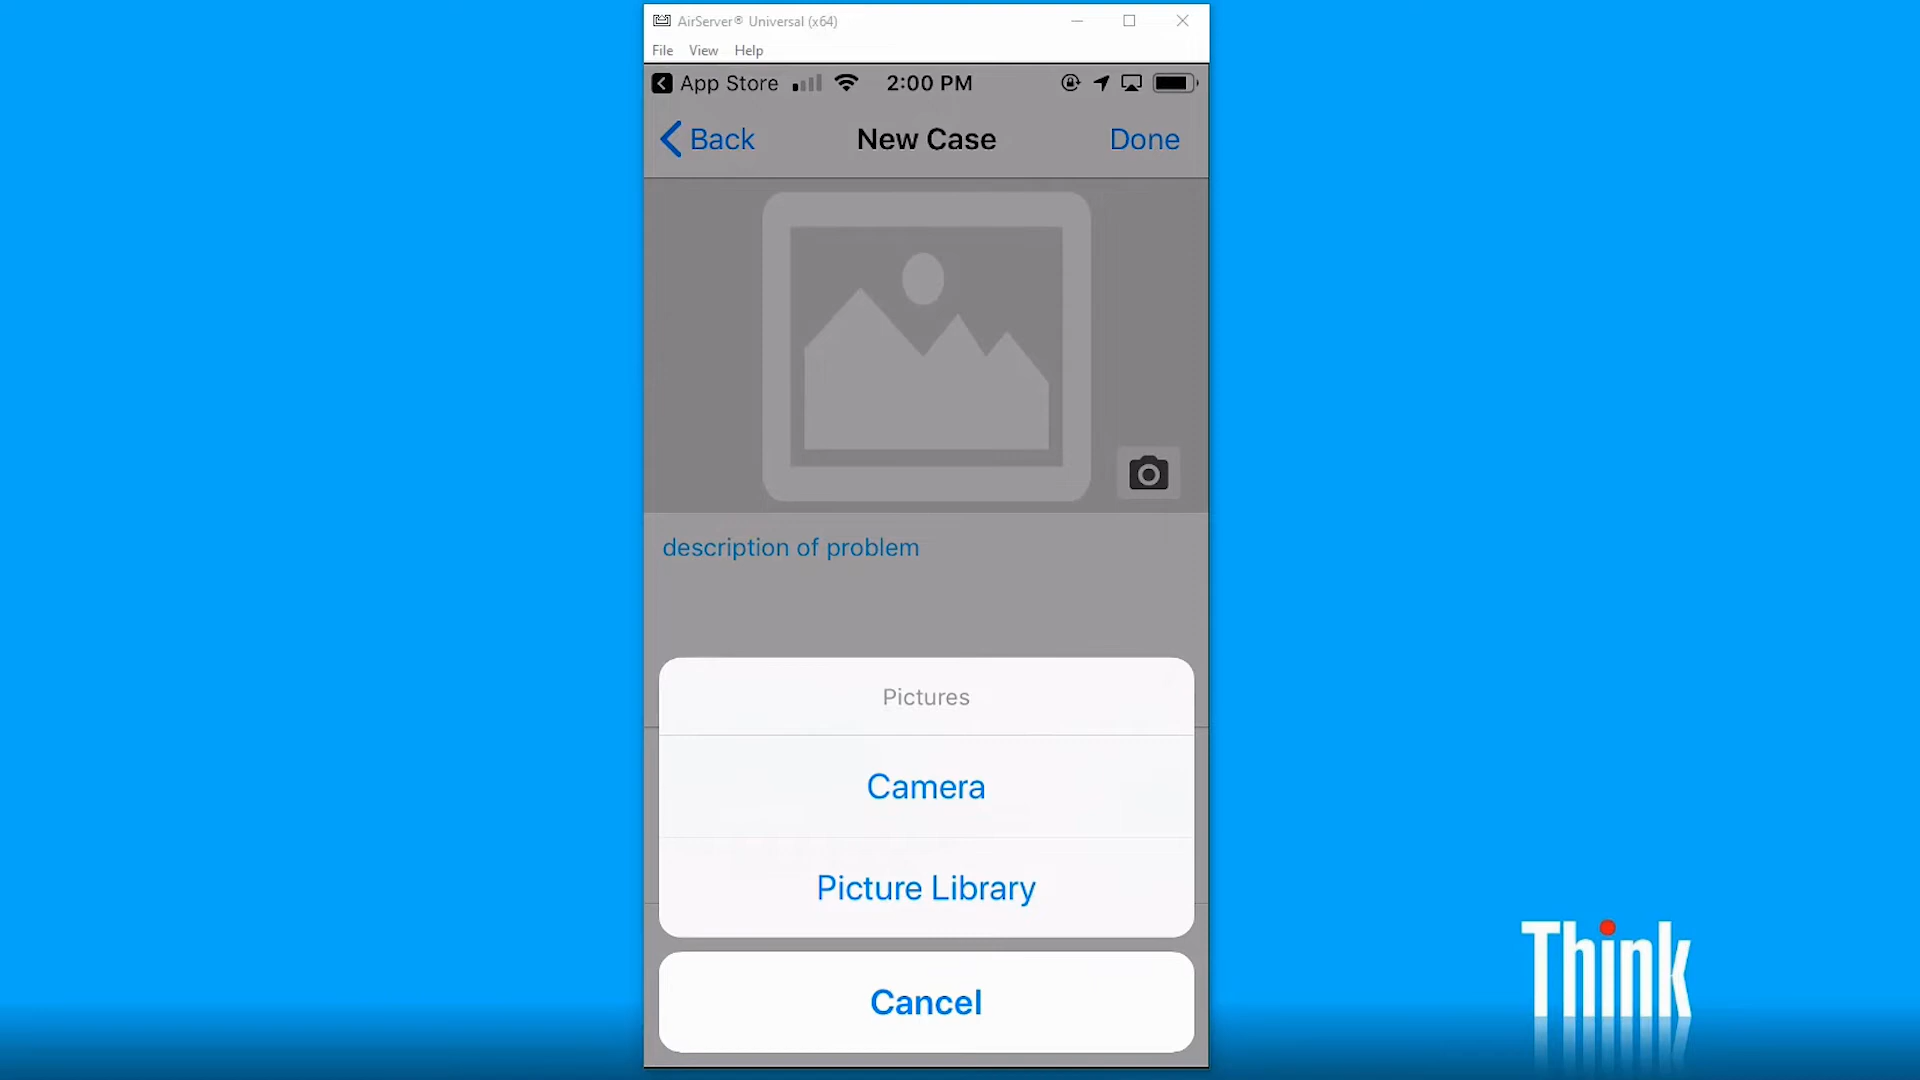 AirServer® Universal (x64)
File View Help
App Store 2:00 PM
Back New Case Done
description of problem
Pictures
Camera
Picture Library
Cancel
Think